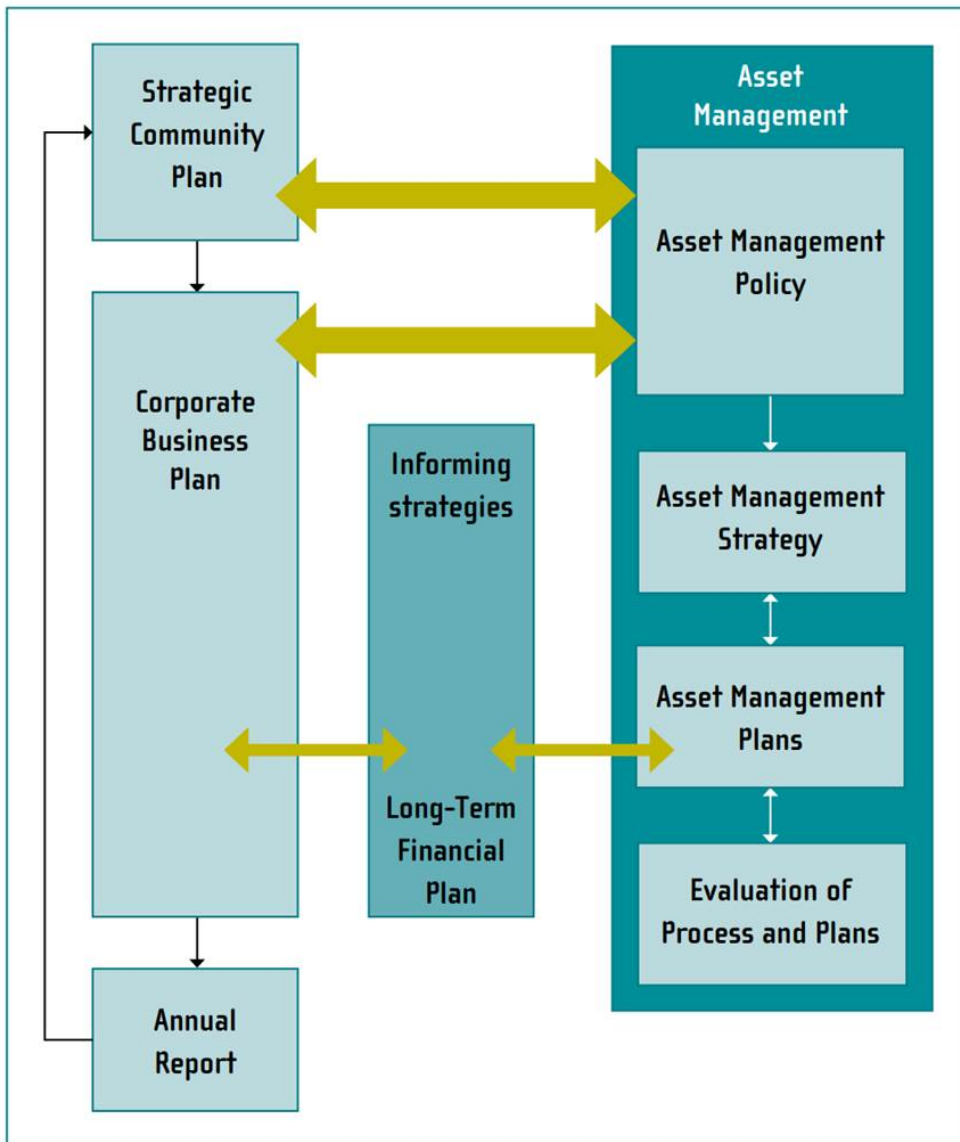 Strategic
Community
Plan
Corporate
Business
Plan
Annual
Report
Informing
strategies
Long-Term
Financial
Plan
Asset
Management
Asset Management
Policy
Asset Management
Strategy
Asset Management
Plans
Evaluation of
Process and Plans